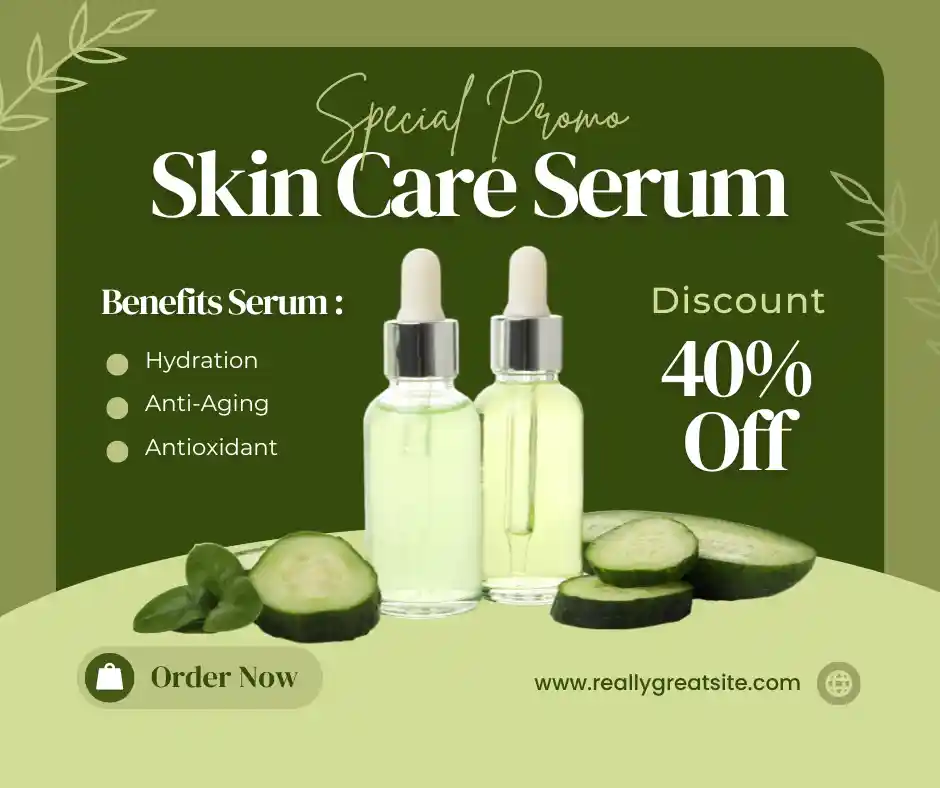 Special Promo
Skin Care Serum
Benefits Serum :
Hydration
Anti-Aging
Antioxidant
Discount
40%
Off
Order Now
www.reallygreatsite.com